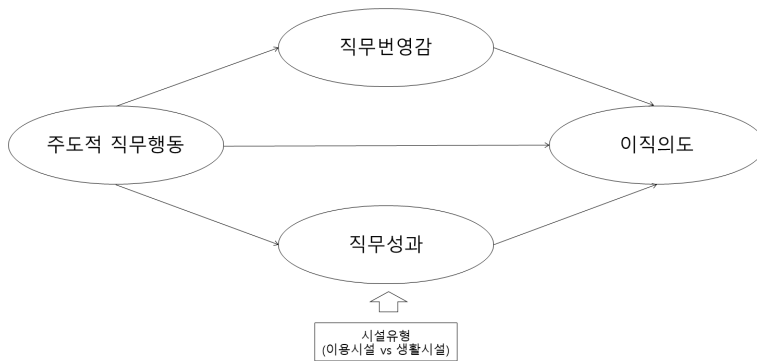 직무번영감
주도적 직무행동
이직의도
직무성과
시설유형
(이용시설 vs 생활시설)